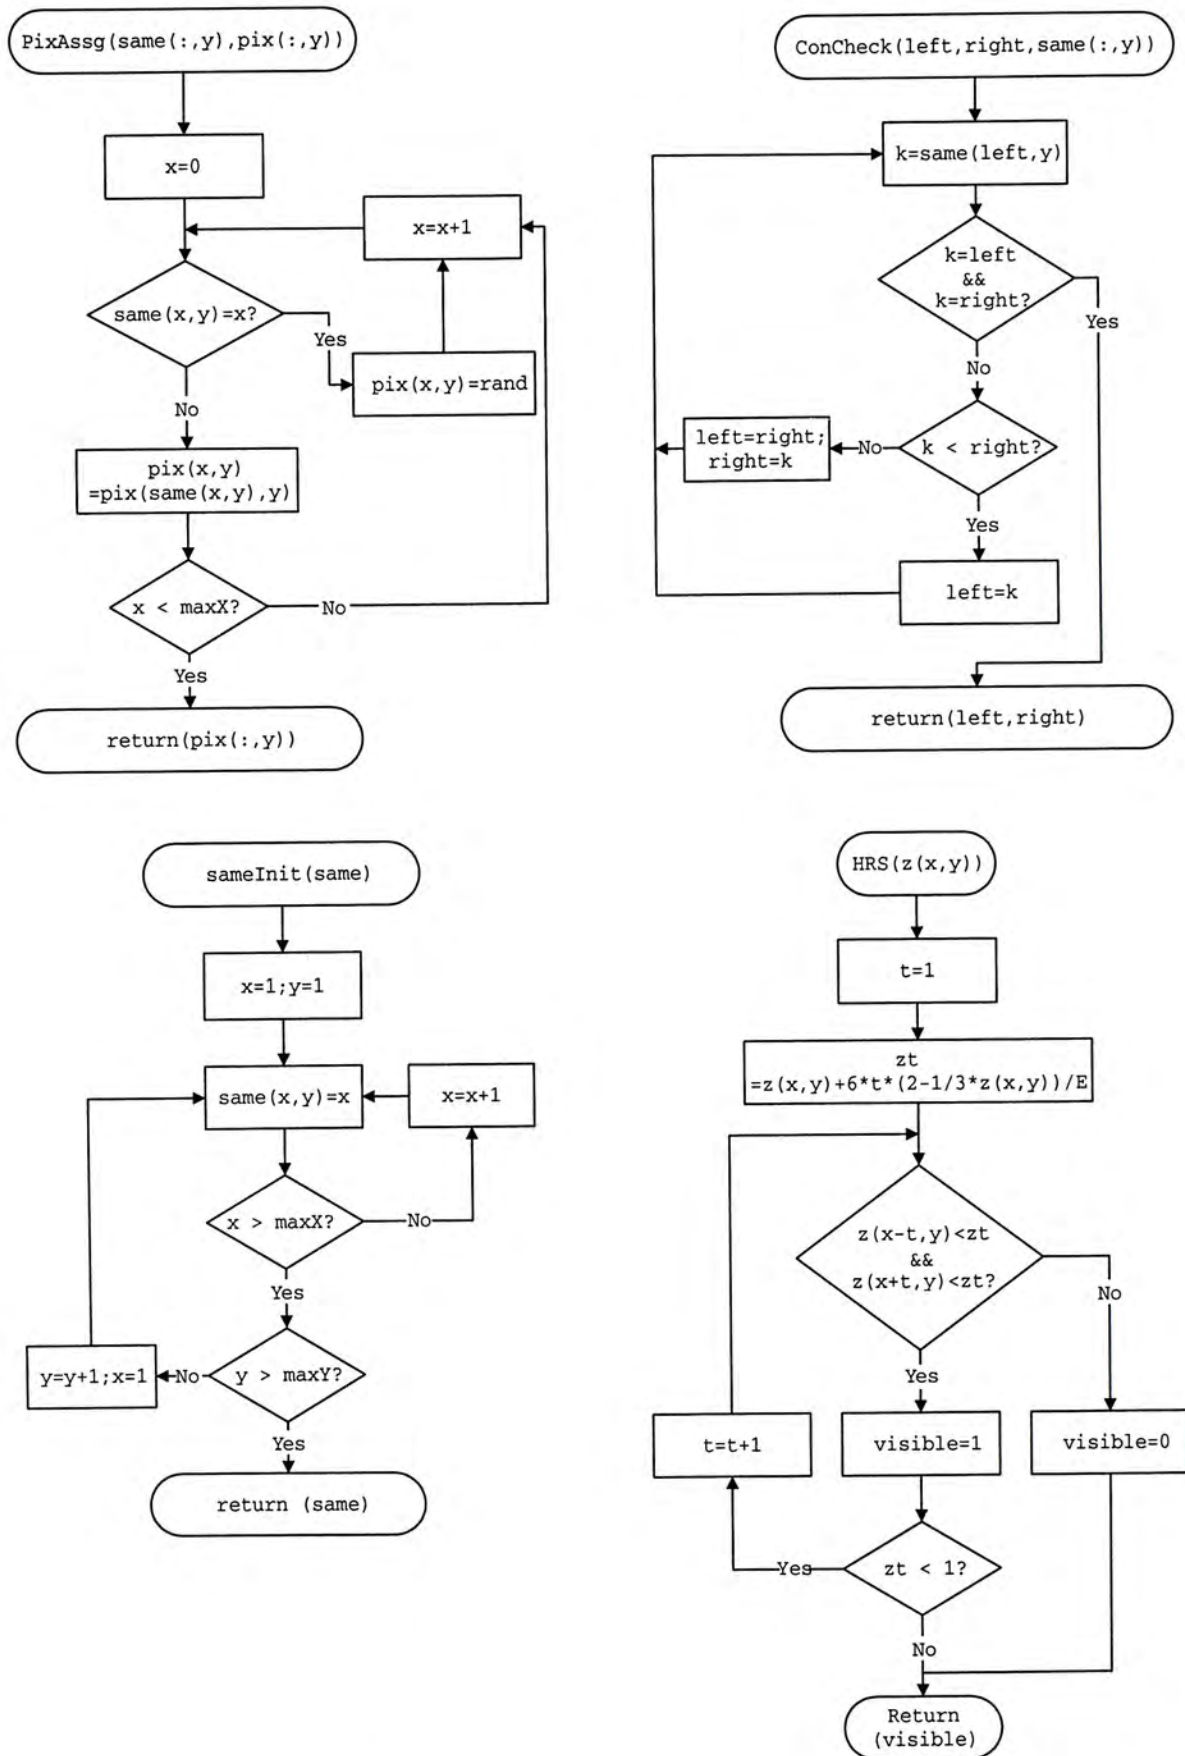 PixAssg(same(:,y),pix(:,y))
x=0
x=x+1
same(x,y)=x?
Yes
pix(x,y)=rand
No
pix(x,y)
=pix(same(x,y),y)
x < maxX?
No
Yes
return(pix(:,y))
ConCheck(left,right,same(:,y))
k=same(left,y)
k=left
&&
k=right?
Yes
No
k < right?
No
left=right;
right=k
Yes
left=k
return(left,right)
sameInit(same)
x=1;y=1
same(x,y)=x
x=x+1
x > maxX?
No
Yes
y > maxY?
No
y=y+1;x=1
Yes
return (same)
HRS(z(x,y))
t=1
zt
=z(x,y)+6*t*(2-1/3*z(x,y))/E
z(x-t,y)<zt
&&
z(x+t,y)<zt?
No
Yes
t=t+1
visible=1
visible=0
zt < 1?
Yes
No
Return
(visible)